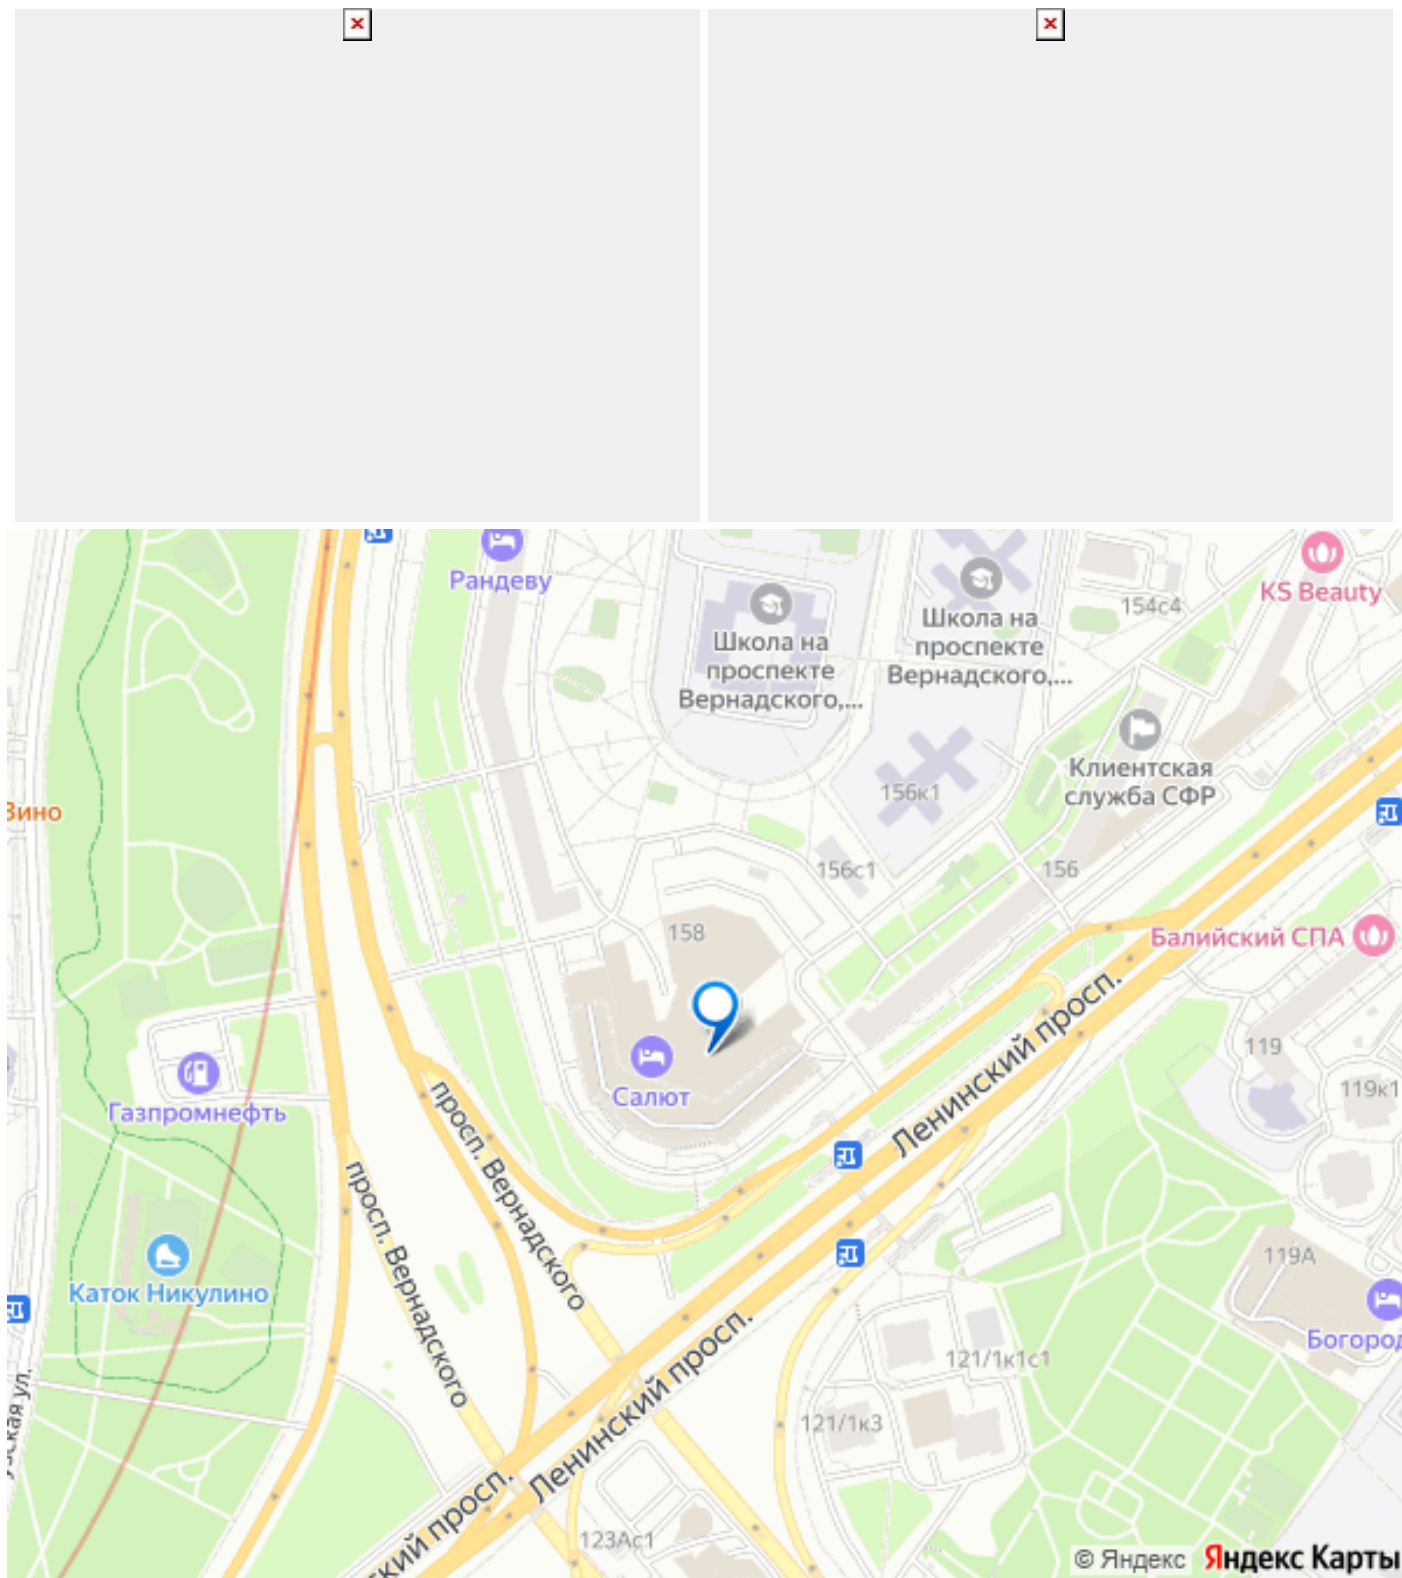 Рандеву
Школа на
проспекте
Вернадского,...
Школа на
проспекте
Вернадского,...
154с4
KS Beauty
Клиентская
служба СФР
Вино
156к1
156с1
156
158
Балийский СПА
Ленинский просп.
119
119к1
Салют
Газпромнефть
просп. Вернадского
просп. Вернадского
Каток Никулино
119А
Богород
121/1к1с1
121/1к3
Ленинский просп.
ский просп.
123Ас1
ул.
© Яндекс Яндекс Карты